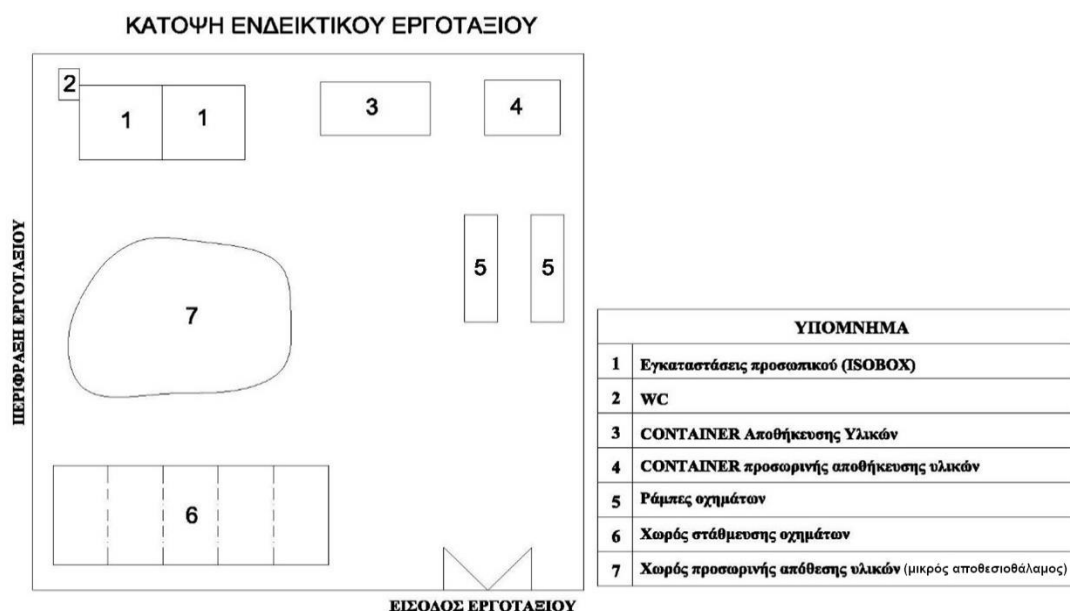 ΚΑΤΟΨΗ ΕΝΔΕΙΚΤΙΚΟΥ ΕΡΓΟΤΑΞΙΟΥ
2
1
1
3
4
ΠΕΡΙΦΡΑΞΗ ΕΡΓΟΤΑΞΙΟΥ
5
5
7
6
ΕΙΣΟΔΟΣ ΕΡΓΟΤΑΞΙΟΥ
ΥΠΟΜΝΗΜΑ
1 Εγκαταστάσεις προσωπικού (ISOBOX)
2 WC
3 CONTAINER Αποθήκευσης Υλικών
4 CONTAINER προσωρινής αποθήκευσης υλικών
5 Ράμπες οχημάτων
6 Χωρός στάθμευσης οχημάτων
7 Χωρός προσωρινής απόθεσης υλικών (μικρός αποθεσιοθάλαμος)